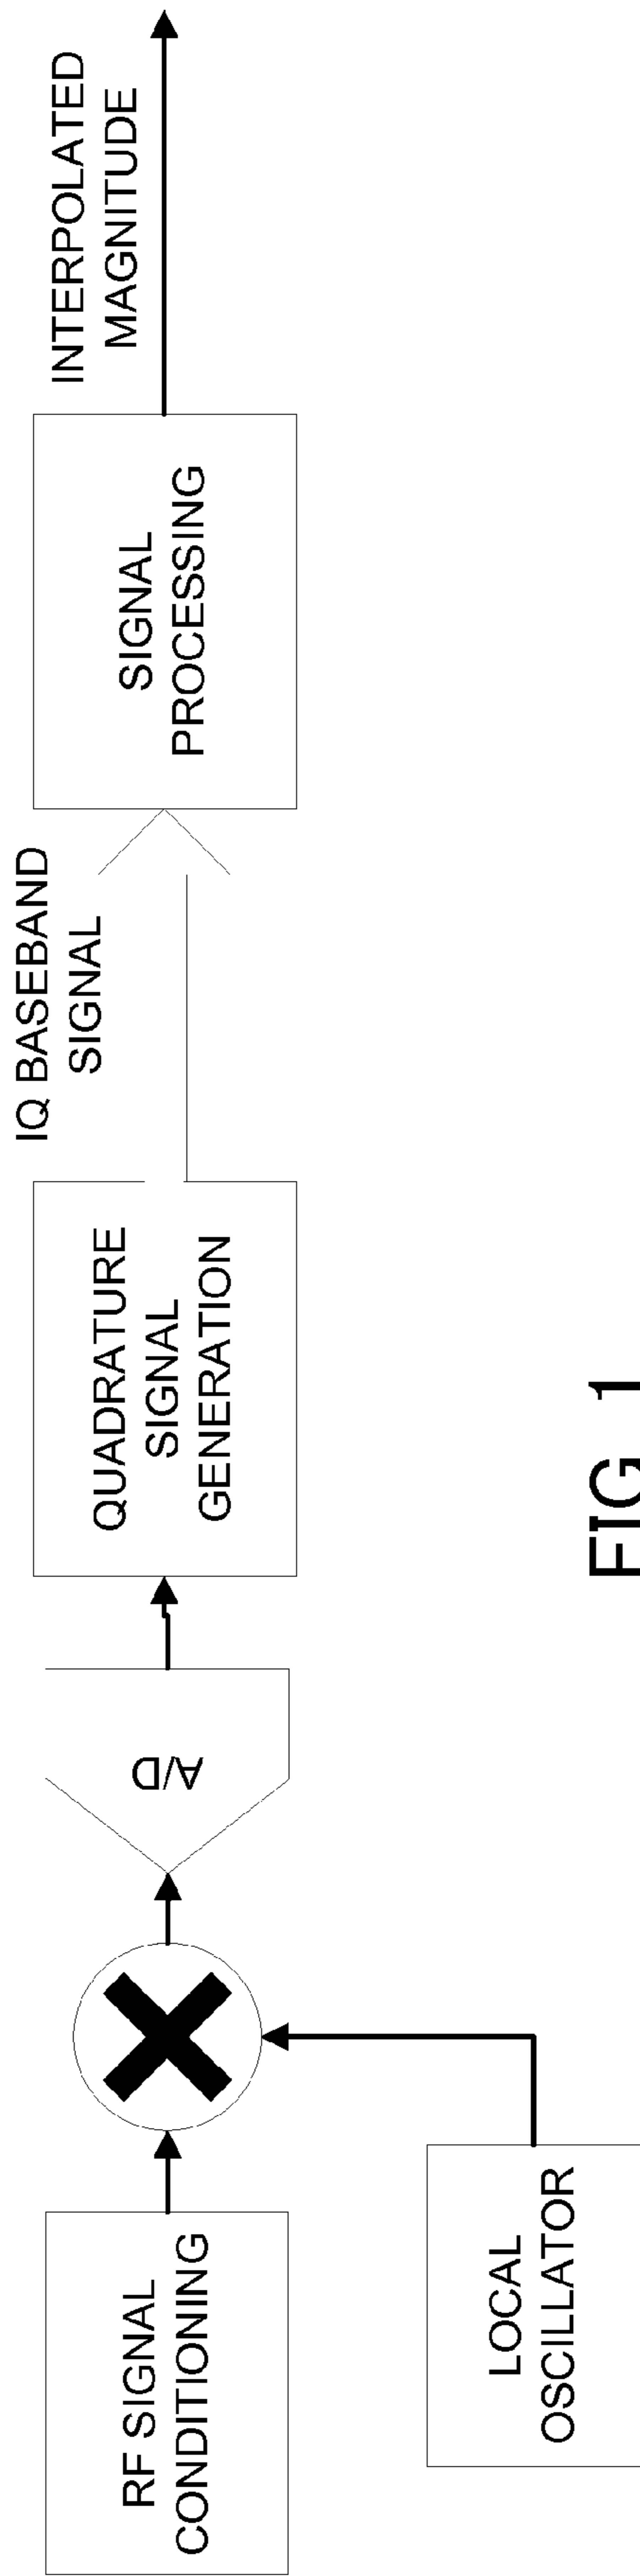 RF SIGNAL
CONDITIONING
LOCAL
OSCILLATOR
A/D
QUADRATURE
SIGNAL
GENERATION
IQ BASEBAND
SIGNAL
SIGNAL
PROCESSING
INTERPOLATED
MAGNITUDE
FIG. 1